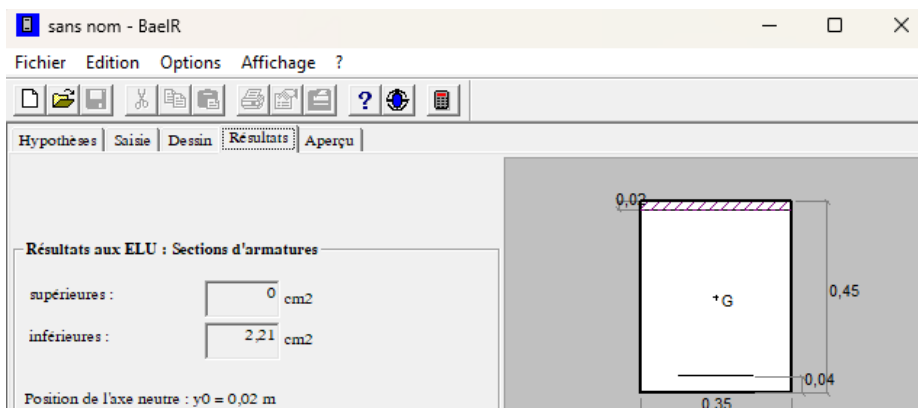 sans nom - BaelR
Fichier Edition Options Affichage ?
Hypothèses Saisie Dessin Résultats Aperçu
Résultats aux ELU : Sections d'armatures
supérieures : 0 cm2
inférieures : 2,21 cm2
Position de l'axe neutre : y0 = 0,02 m
0,02
G
0,45
0,04
0,35